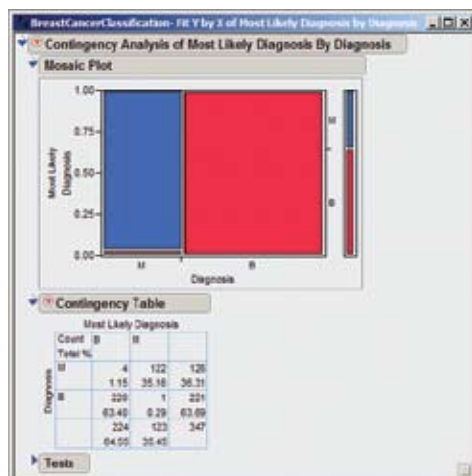 BreastCancerClassification- Fit Y by X of Most Likely Diagnosis by Diagnosis
Contingency Analysis of Most Likely Diagnosis By Diagnosis
Mosaic Plot
1.00
0.75
0.50
0.25
0.00
Most Likely
Diagnosis
M
B
M B
Diagnosis
Contingency Table
Most Likely Diagnosis
Count B M
Total %
Diagnosis
M 4 122 126
1.15 35.16 36.31
B 220 1 221
63.40 0.29 63.69
224 123 347
64.55 35.45
Tests